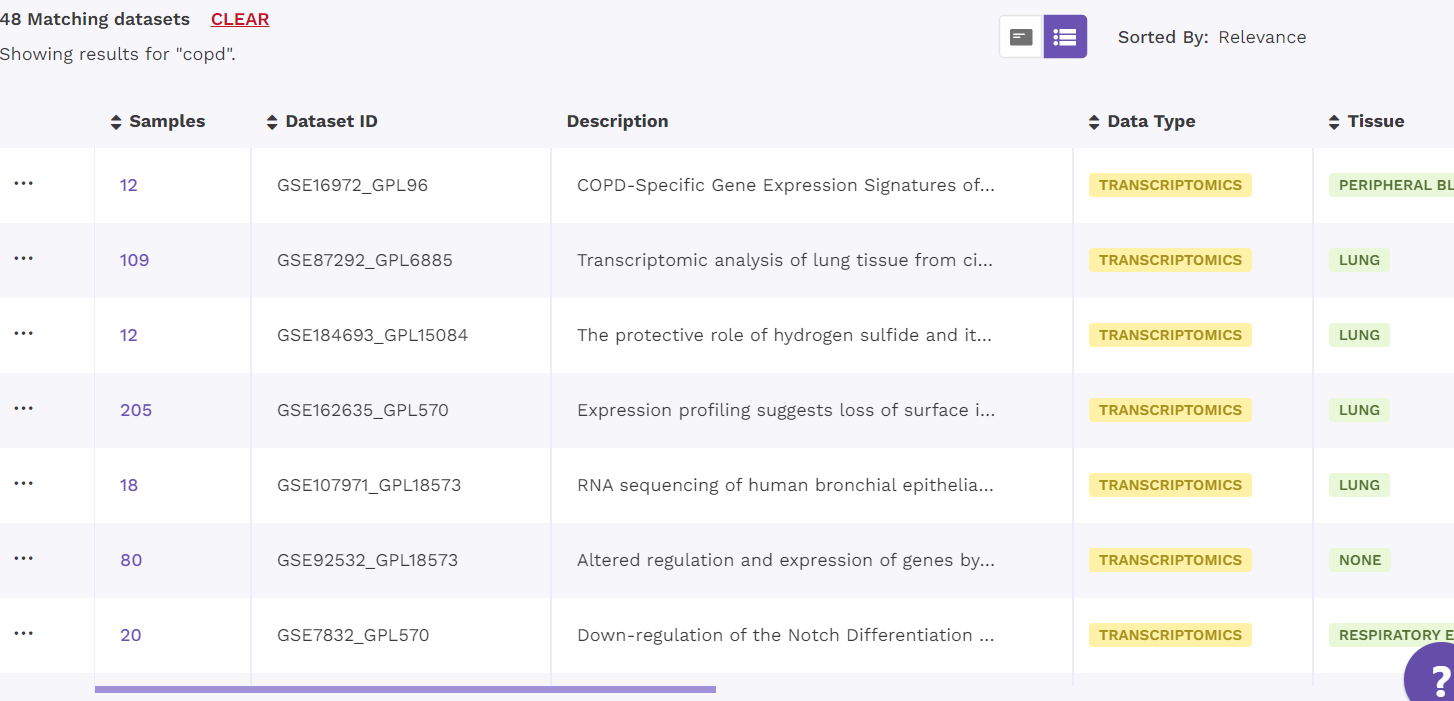 48 Matching datasets CLEAR
Showing results for "copd".
Sorted By: Relevance
Samples Dataset ID Description Data Type Tissue
... 12 GSE16972_GPL96 COPD-Specific Gene Expression Signatures of... TRANSCRIPTOMICS PERIPHERAL BL
... 109 GSE87292_GPL6885 Transcriptomic analysis of lung tissue from ci... TRANSCRIPTOMICS LUNG
... 12 GSE184693_GPL15084 The protective role of hydrogen sulfide and it... TRANSCRIPTOMICS LUNG
... 205 GSE162635_GPL570 Expression profiling suggests loss of surface i... TRANSCRIPTOMICS LUNG
... 18 GSE107971_GPL18573 RNA sequencing of human bronchial epithelia... TRANSCRIPTOMICS LUNG
... 80 GSE92532_GPL18573 Altered regulation and expression of genes by... TRANSCRIPTOMICS NONE
... 20 GSE7832_GPL570 Down-regulation of the Notch Differentiation ... TRANSCRIPTOMICS RESPIRATORY E
?